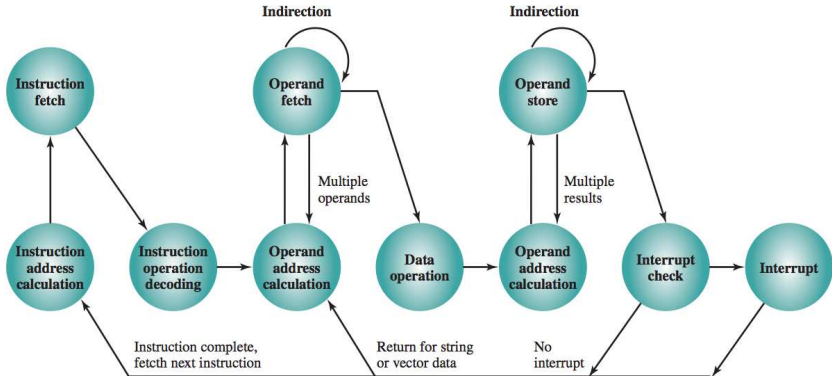 Indirection
Indirection
Instruction
fetch
Operand
fetch
Operand
store
Multiple
operands
Multiple
results
Instruction
address
calculation
Instruction
operation
decoding
Operand
address
calculation
Data
operation
Operand
address
calculation
Interrupt
check
Interrupt
Instruction complete,
fetcth next instruction
Return for string
or vector data
No
interrupt